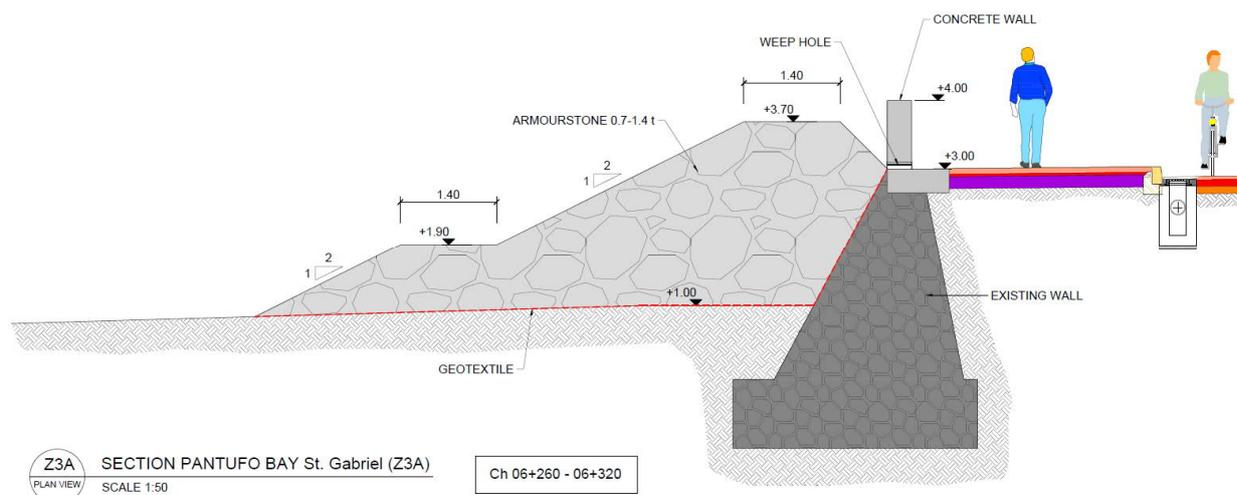 CONCRETE WALL
WEEP HOLE
1.40
+4.00
+3.70
ARMOURSTONE 0.7-1.4 t
+3.00
2
1
1.40
+1.90
2
1
+1.00
EXISTING WALL
GEOTEXTILE
Z3A
PLAN VIEW
SECTION PANTUFO BAY St. Gabriel (Z3A)
SCALE 1:50
Ch 06+260 - 06+320